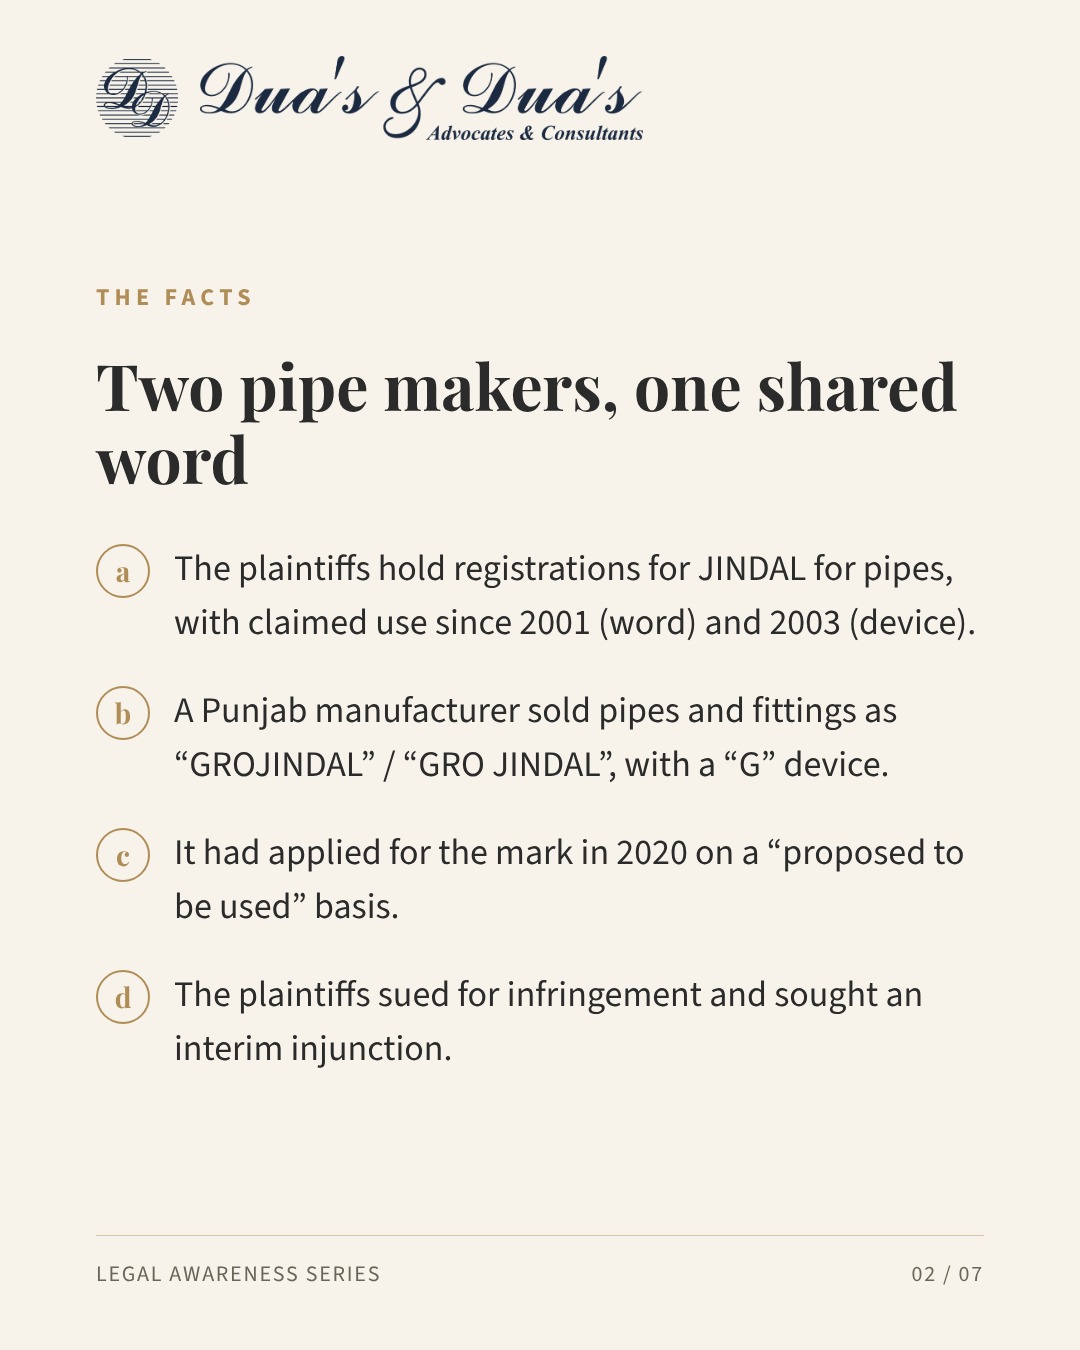 DD Dua's & Dua's
Advocates & Consultants
THE FACTS
Two pipe makers, one shared
word
a The plaintiffs hold registrations for JINDAL for pipes,
with claimed use since 2001 (word) and 2003 (device).
b A Punjab manufacturer sold pipes and fittings as
“GROJINDAL” / “GRO JINDAL”, with a “G” device.
c It had applied for the mark in 2020 on a “proposed to
be used” basis.
d The plaintiffs sued for infringement and sought an
interim injunction.
LEGAL AWARENESS SERIES 02 / 07